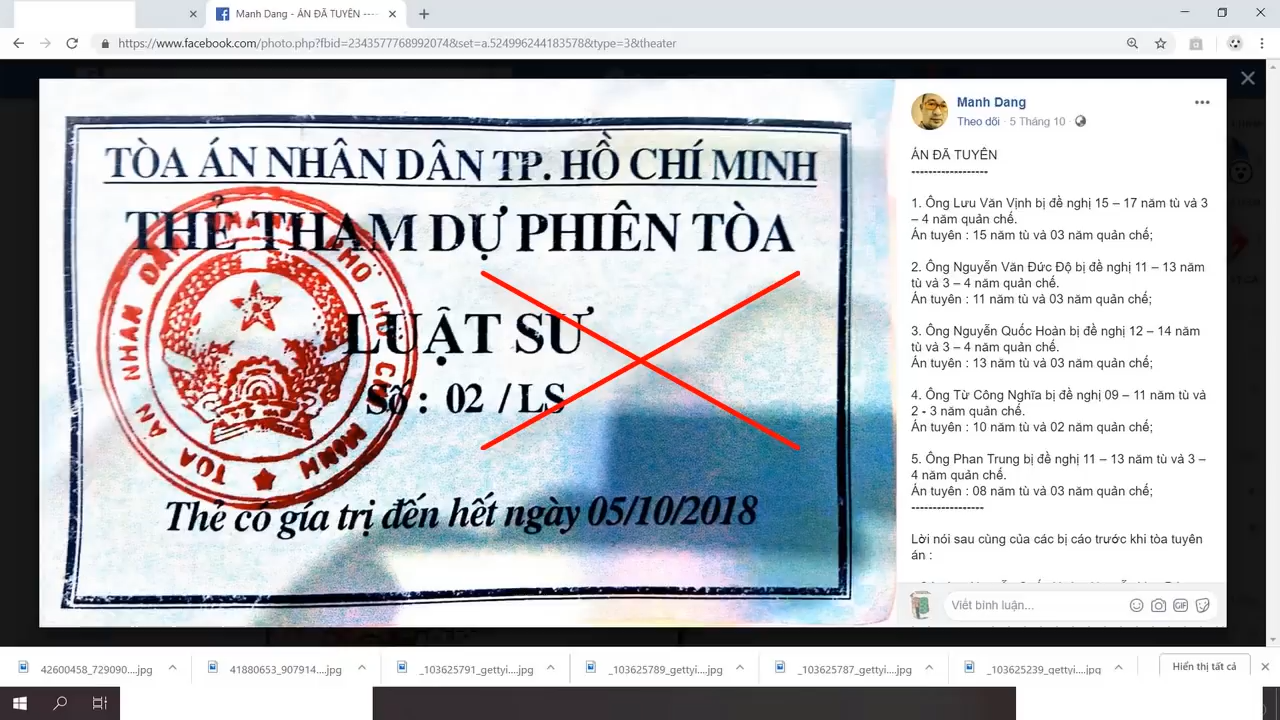 Manh Dang - ÁN ĐÃ TUYÊN ----
https://www.facebook.com/photo.php?fbid=2343577768992074&set=a.524996244183578&type=3&theater
TÒA ÁN NHÂN DÂN TP. HỒ CHÍ MINH
THẺ THAM DỰ PHIÊN TÒA
LUẬT SƯ
Số : 02 / LS
Thẻ có gía trị đến hết ngày 05/10/2018
TOA AN NHAN DAN
HO CHI MINH
Manh Dang
Theo dõi · 5 Tháng 10 ·
ÁN ĐÃ TUYÊN
------------------
1. Ông Lưu Văn Vịnh bị đề nghị 15 – 17 năm tù và 3
– 4 năm quản chế.
Án tuyên : 15 năm tù và 03 năm quản chế;
2. Ông Nguyễn Văn Đức Độ bị đề nghị 11 – 13 năm
tù và 3 – 4 năm quản chế.
Án tuyên : 11 năm tù và 03 năm quản chế;
3. Ông Nguyễn Quốc Hoàn bị đề nghị 12 – 14 năm
tù và 3 – 4 năm quản chế.
Án tuyên : 13 năm tù và 03 năm quản chế;
4. Ông Từ Công Nghĩa bị đề nghị 09 – 11 năm tù và
2 - 3 năm quản chế.
Án tuyên : 10 năm tù và 02 năm quản chế;
5. Ông Phan Trung bị đề nghị 11 – 13 năm tù và 3 –
4 năm quản chế.
Án tuyên : 08 năm tù và 03 năm quản chế;
-----------------
Lời nói sau cùng của các bị cáo trước khi tòa tuyên
án :
Viết bình luận...
GIF
42600458_729090....jpg
41880653_907914....jpg
_103625791_gettyi....jpg
_103625789_gettyi....jpg
_103625787_gettyi....jpg
_103625239_gettyi....jpg
Hiển thị tất cả